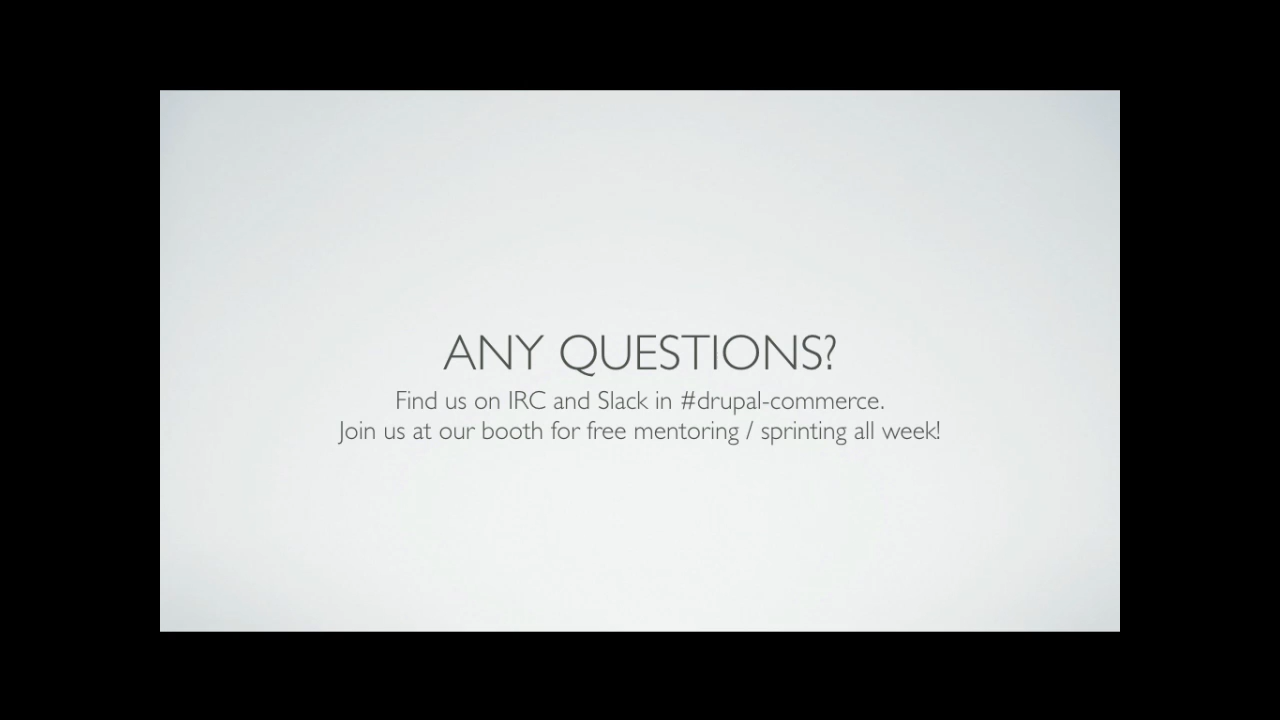 ANY QUESTIONS?
Find us on IRC and Slack in #drupal-commerce.
Join us at our booth for free mentoring / sprinting all week!